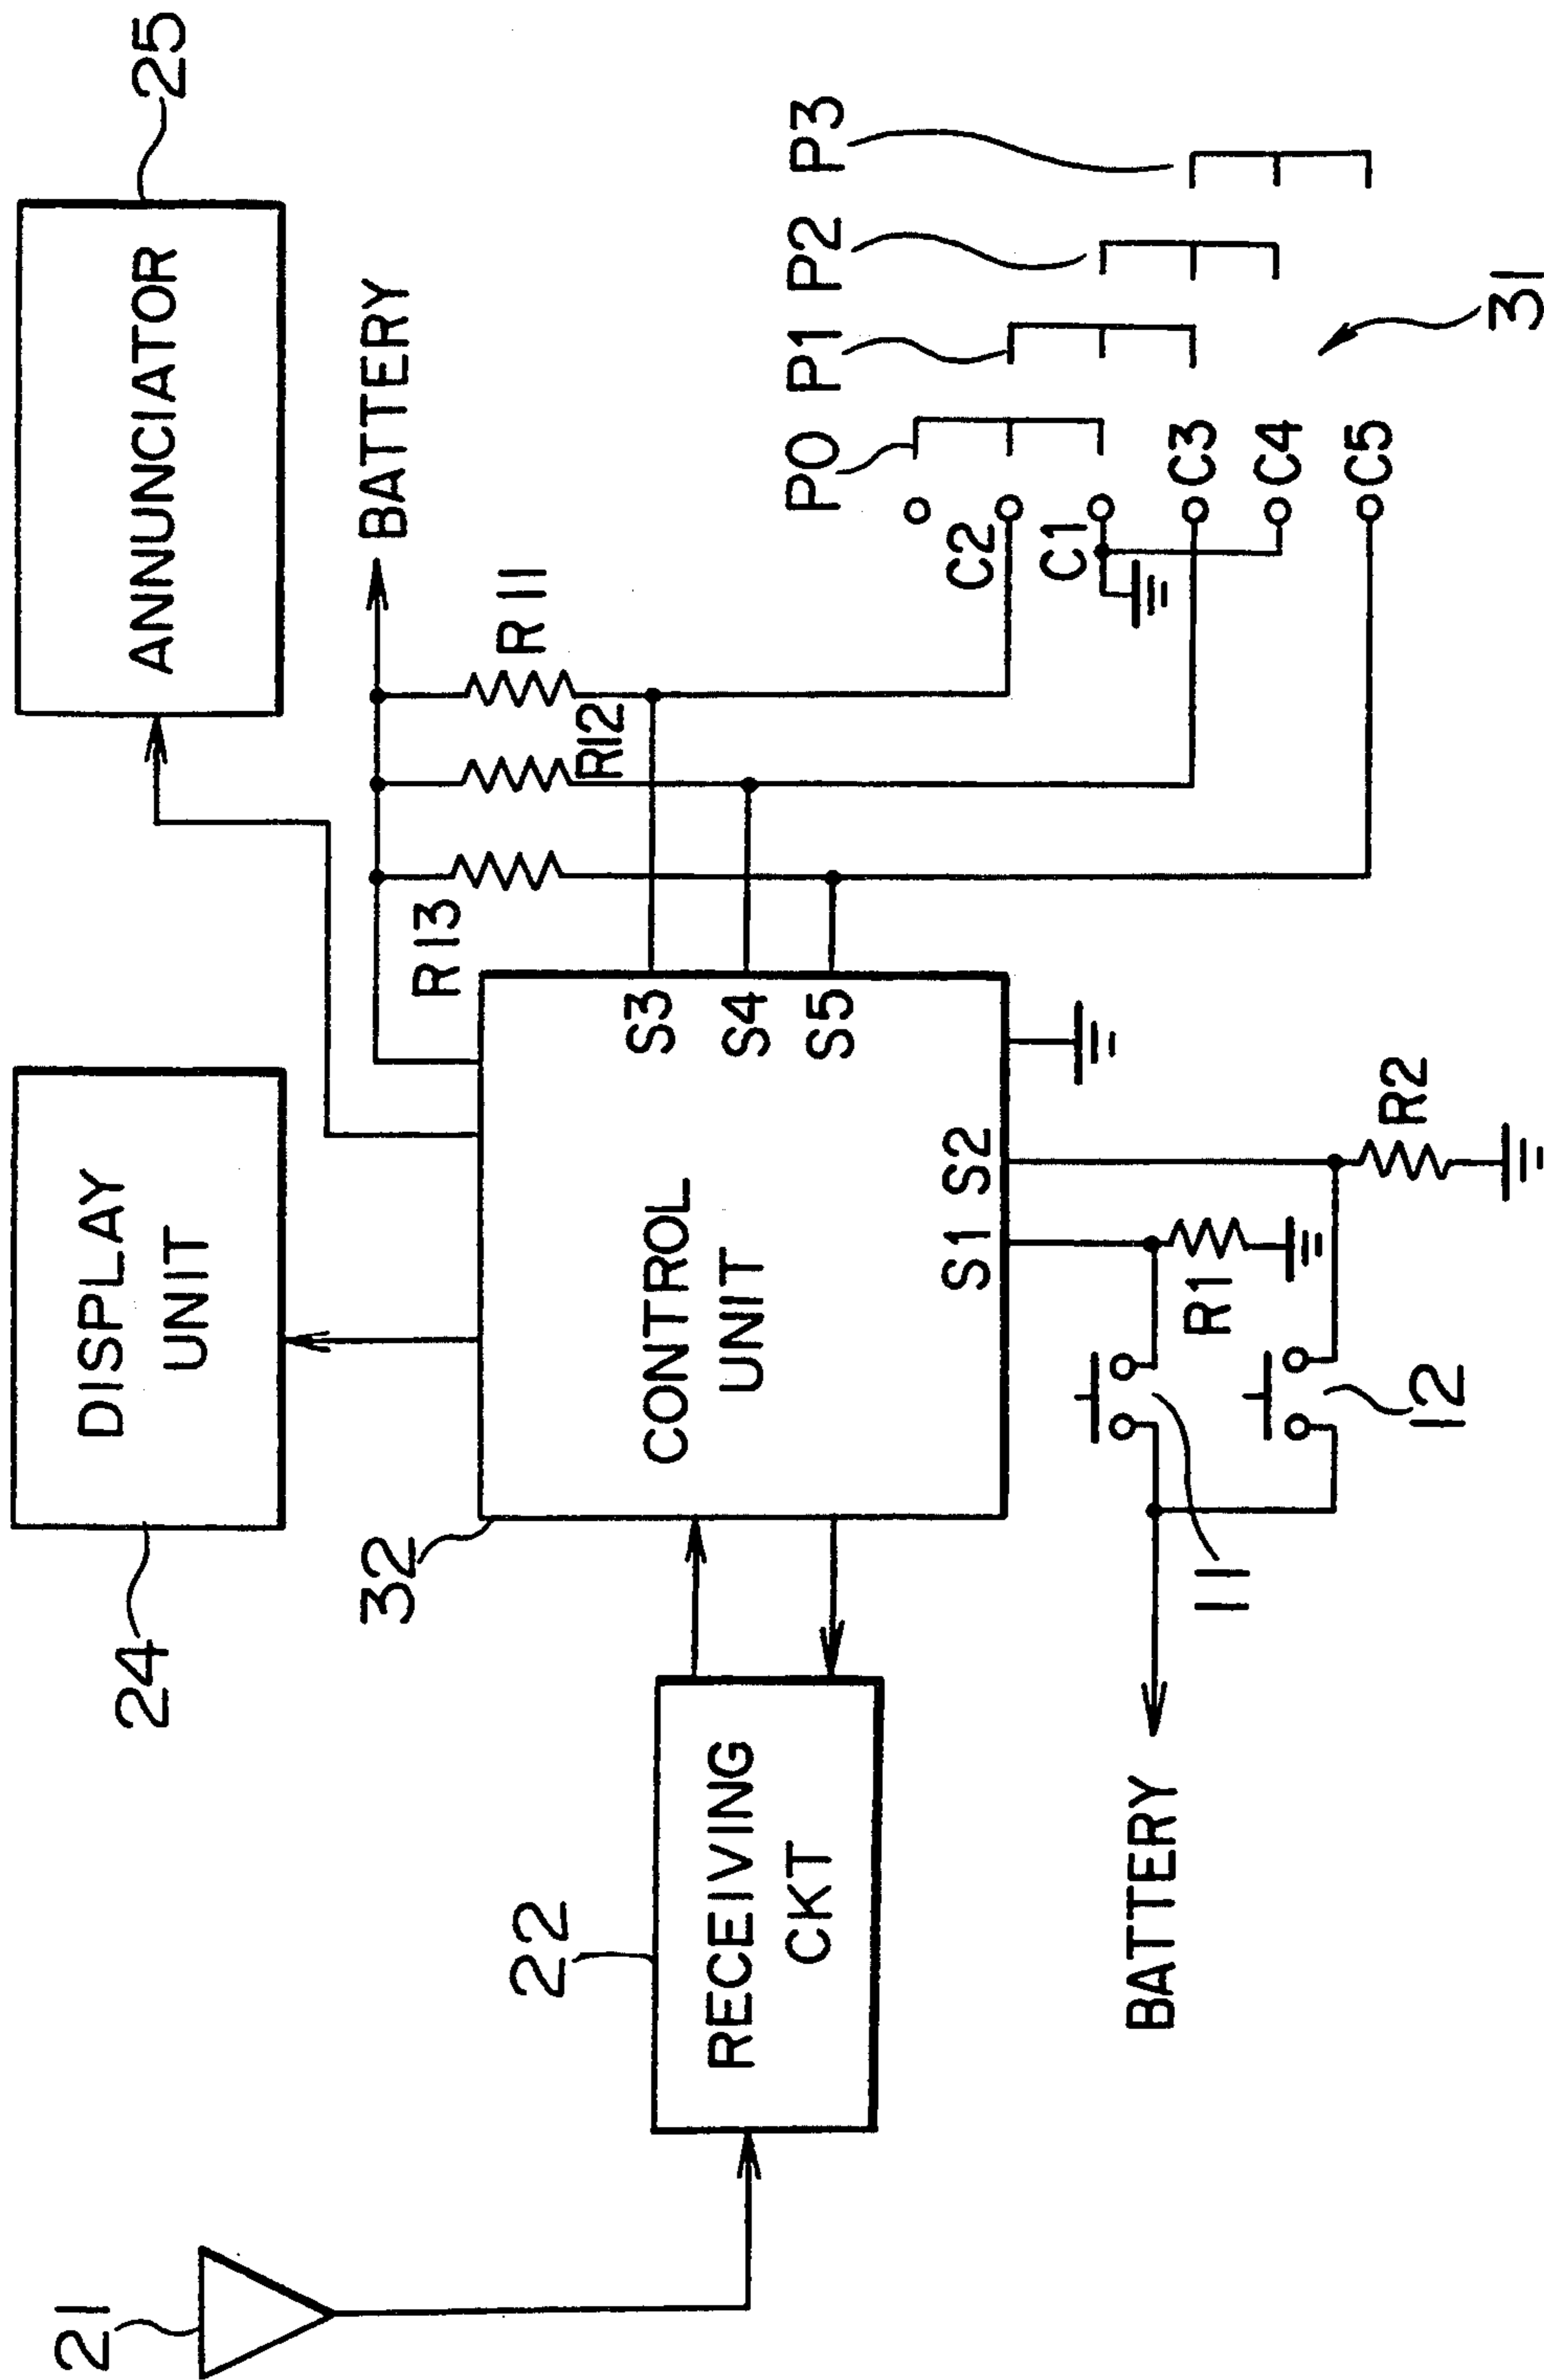 25
ANNUNCIATOR
BATTERY
DISPLAY
UNIT
24
R11
R12
R13
32
CONTROL
UNIT
S3
S4
S5
S1
S2
22
RECEIVING
CKT
21
P0
P1
P2
P3
C2
C1
C3
C4
C5
31
R1
R2
11
12
BATTERY